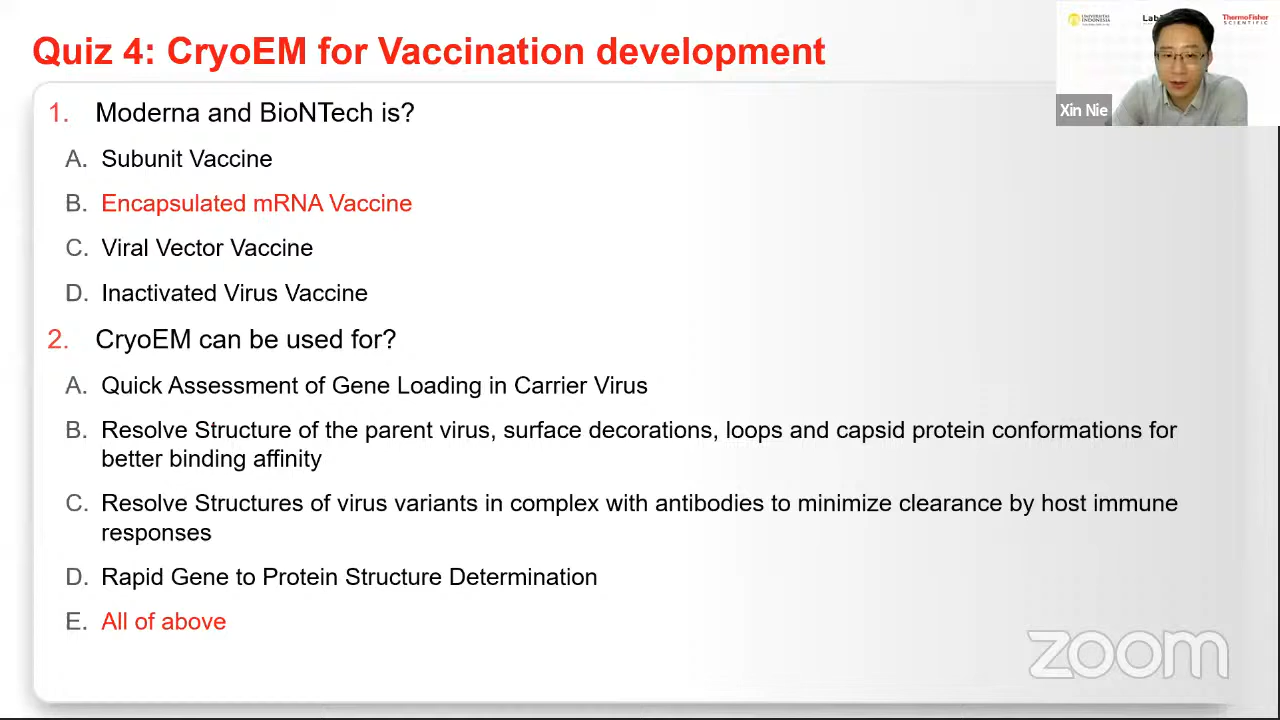 Quiz 4: CryoEM for Vaccination development
1. Moderna and BioNTech is?
A. Subunit Vaccine
B. Encapsulated mRNA Vaccine
C. Viral Vector Vaccine
D. Inactivated Virus Vaccine
2. CryoEM can be used for?
A. Quick Assessment of Gene Loading in Carrier Virus
B. Resolve Structure of the parent virus, surface decorations, loops and capsid protein conformations for
better binding affinity
C. Resolve Structures of virus variants in complex with antibodies to minimize clearance by host immune
responses
D. Rapid Gene to Protein Structure Determination
E. All of above
UNIVERSITAS
INDONESIA
ThermoFisher
SCIENTIFIC
Xin Nie
zoom